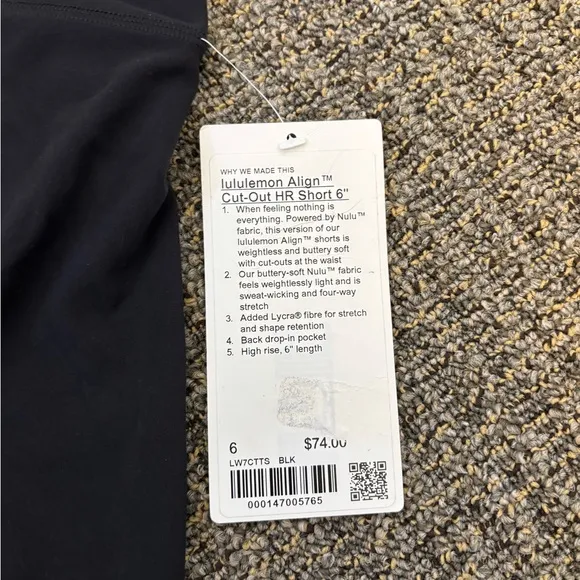 WHY WE MADE THIS
lululemon Align™
Cut-Out HR Short 6"
1. When feeling nothing is
everything. Powered by Nulu™
fabric, this version of our
lululemon Align™ shorts is
weightless and buttery soft
with cut-outs at the waist
2. Our buttery-soft Nulu™ fabric
feels weightlessly light and is
sweat-wicking and four-way
stretch
3. Added Lycra® fibre for stretch
and shape retention
4. Back drop-in pocket
5. High rise, 6" length
6 $74.00
LW7CTTS BLK
000147005765